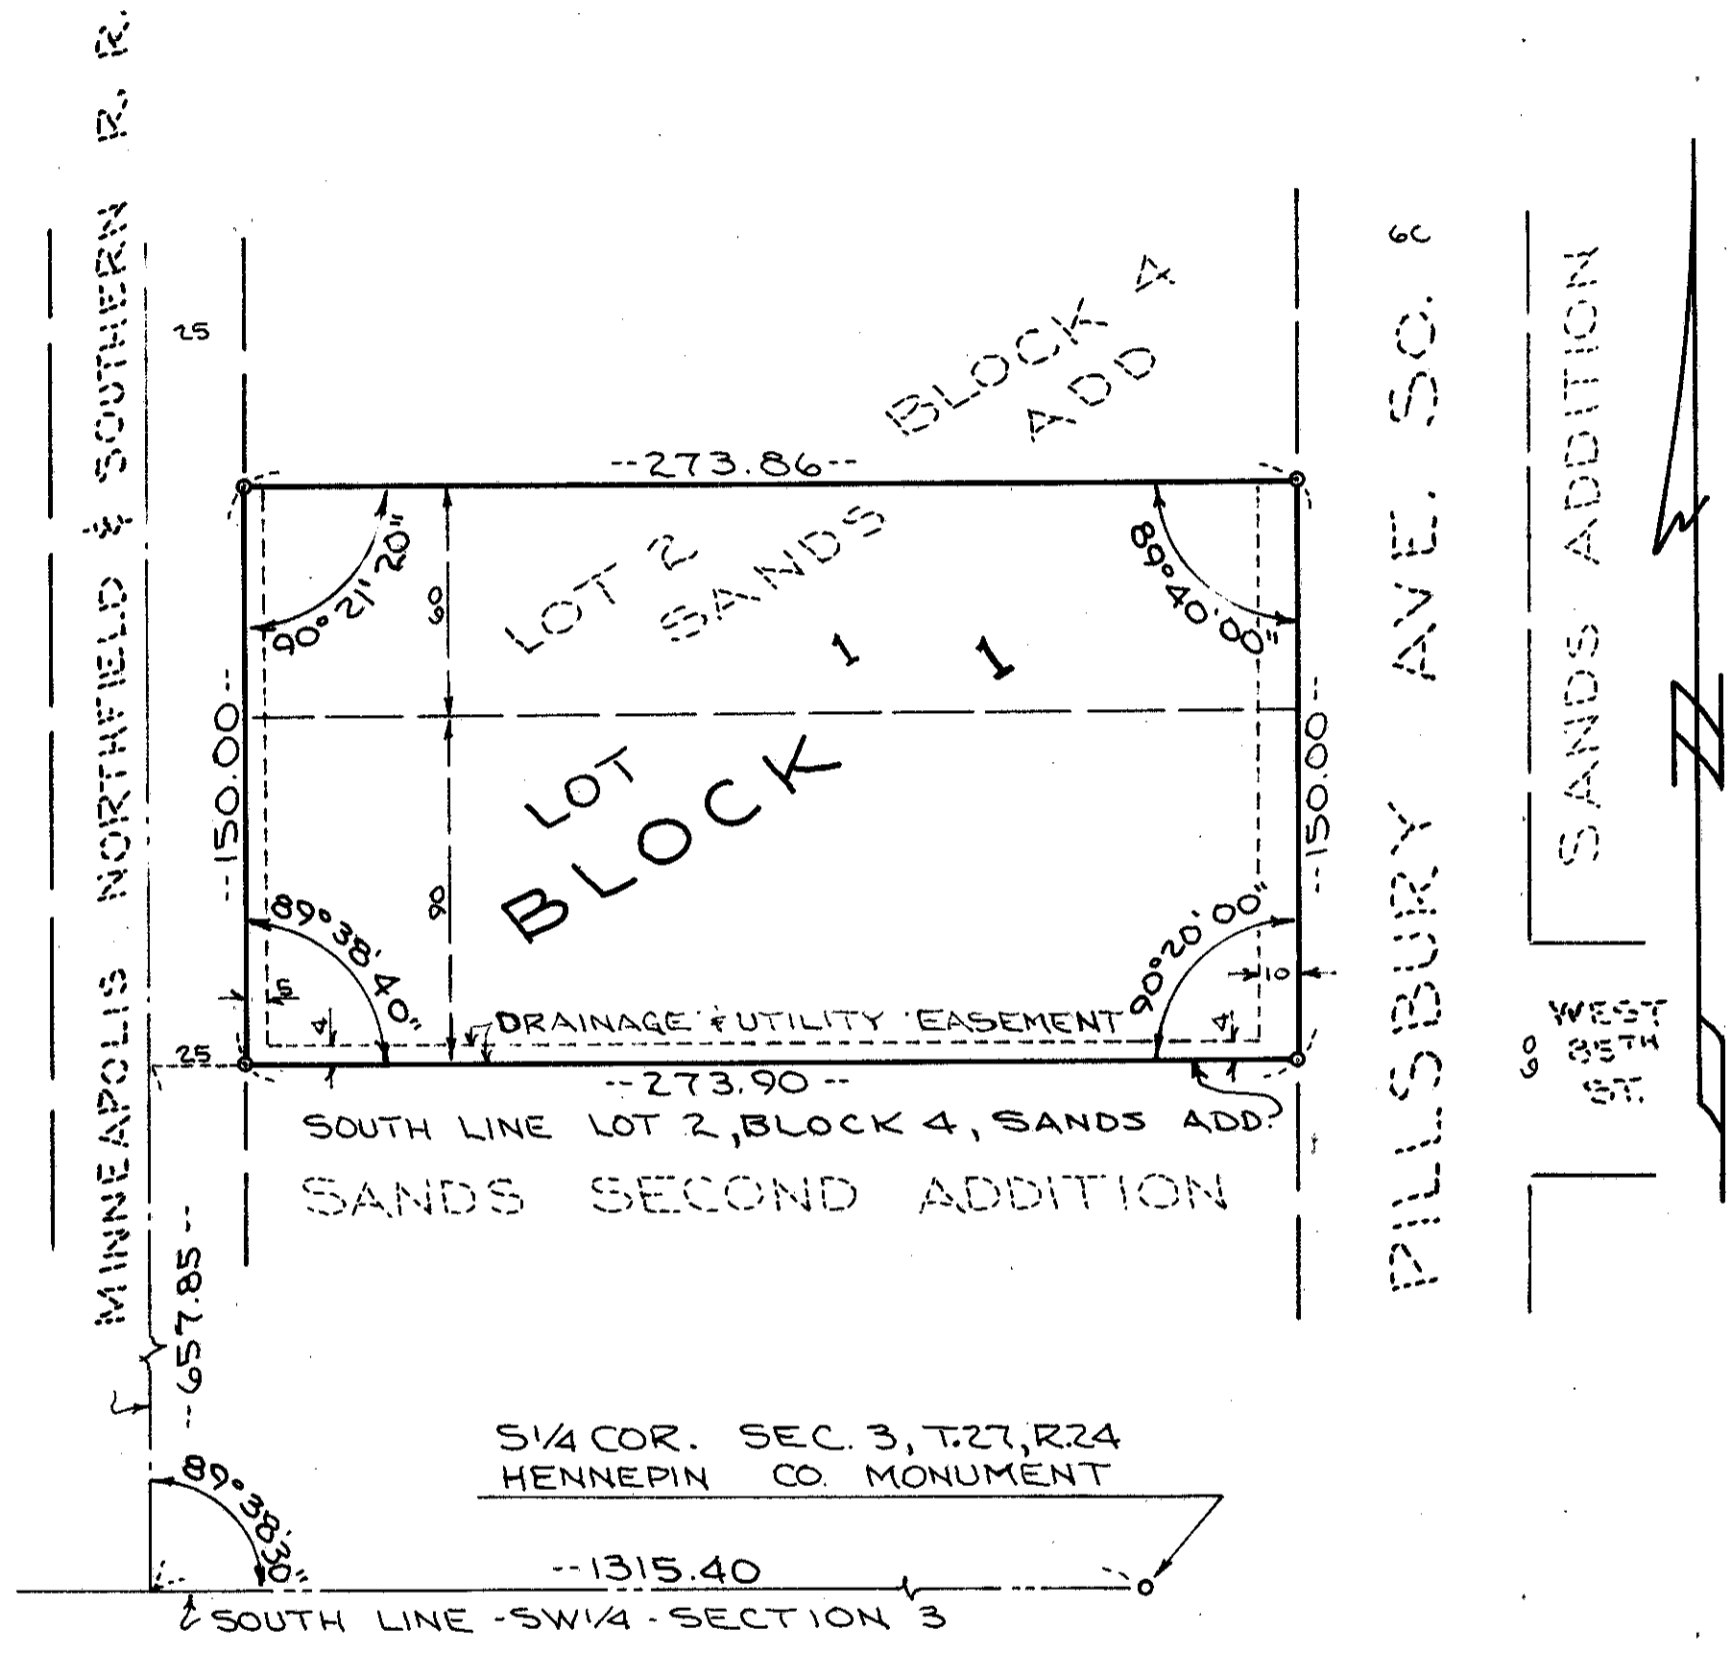 MINNEAPOLIS NORTHFIELD & SOUTHERN R. R.
25
BLOCK 4
ADD
6C
PILLSBURY AVE. SO.
SANDS ADDITION
N
--273.86--
90° 21' 20"
60
LOT 2
SANDS
89°40'00"
1 1
--150.00--
--150.00--
LOT
BLOCK
90
89°38'40"
90°20'00"
5
10
4
DRAINAGE & UTILITY EASEMENT
4
25
--273.90--
SOUTH LINE LOT 2, BLOCK 4, SANDS ADD.
SANDS SECOND ADDITION
60
WEST
ST.
--657.85--
S1/4 COR. SEC. 3, T.27, R.24
HENNEPIN CO. MONUMENT
89°38'30"
--1315.40
SOUTH LINE - SW1/4 - SECTION 3